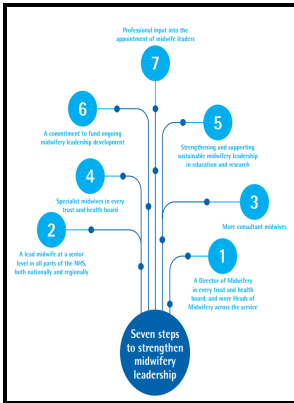 Professional input into the
appointment of midwife leaders
7
6
A commitment to fund ongoing
midwifery leadership development
5
Strengthening and supporting
sustainable midwifery leadership
in education and research
4
Specialist midwives in every
trust and health board
3
More consultant midwives
2
A lead midwife at a senior
level in all parts of the NHS,
both nationally and regionally
1
A Director of Midwifery
in every trust and health
board, and more Heads of
Midwifery across the service
Seven steps
to strengthen
midwifery
leadership